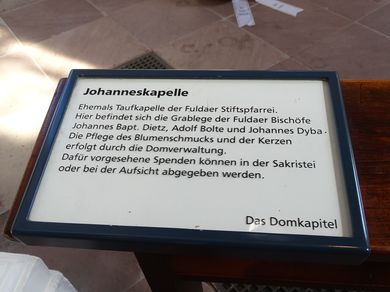 Johanneskapelle
Ehemals Taufkapelle der Fuldaer Stiftspfarrei.
Hier befindet sich die Grablege der Fuldaer Bischöfe
Johannes Bapt. Dietz, Adolf Bolte und Johannes Dyba.
Die Pflege des Blumenschmucks und der Kerzen
erfolgt durch die Domverwaltung.
Dafür vorgesehene Spenden können in der Sakristei
oder bei der Aufsicht abgegeben werden.
Das Domkapitel